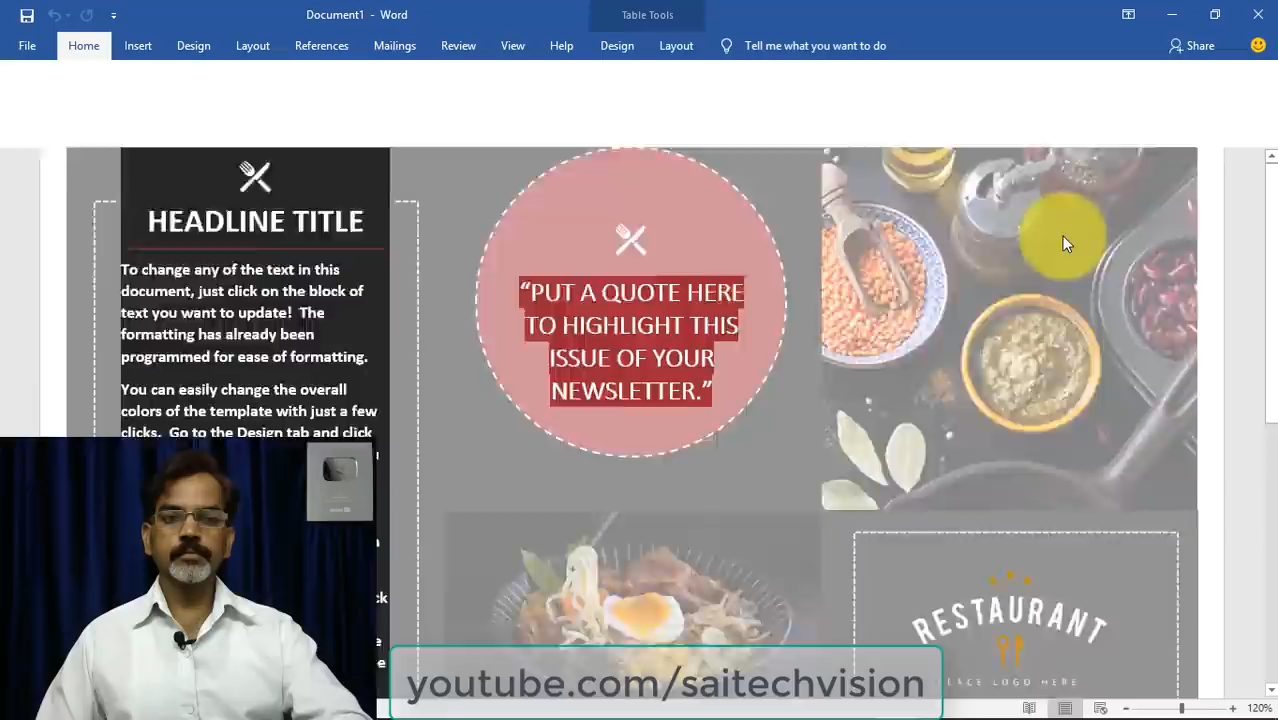 Document1 - Word
Table Tools
File
Home
Insert
Design
Layout
References
Mailings
Review
View
Help
Design
Layout
Tell me what you want to do
Share
HEADLINE TITLE
To change any of the text in this
document, just click on the block of
text you want to update! The
formatting has already been
programmed for ease of formatting.
You can easily change the overall
colors of the template with just a few
clicks. Go to the Design tab and click
“PUT A QUOTE HERE
TO HIGHLIGHT THIS
ISSUE OF YOUR
NEWSLETTER.”
RESTAURANT
PLACE LOGO HERE
youtube.com/saitechvision
120%